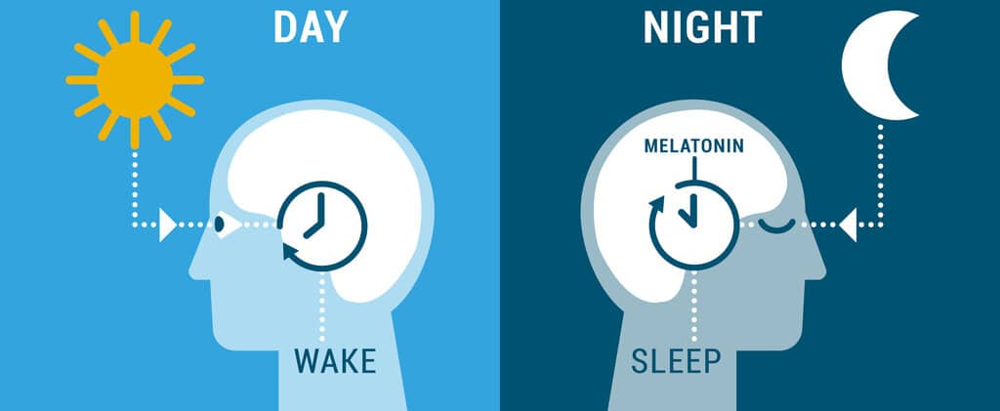 DAY
WAKE
NIGHT
MELATONIN
SLEEP